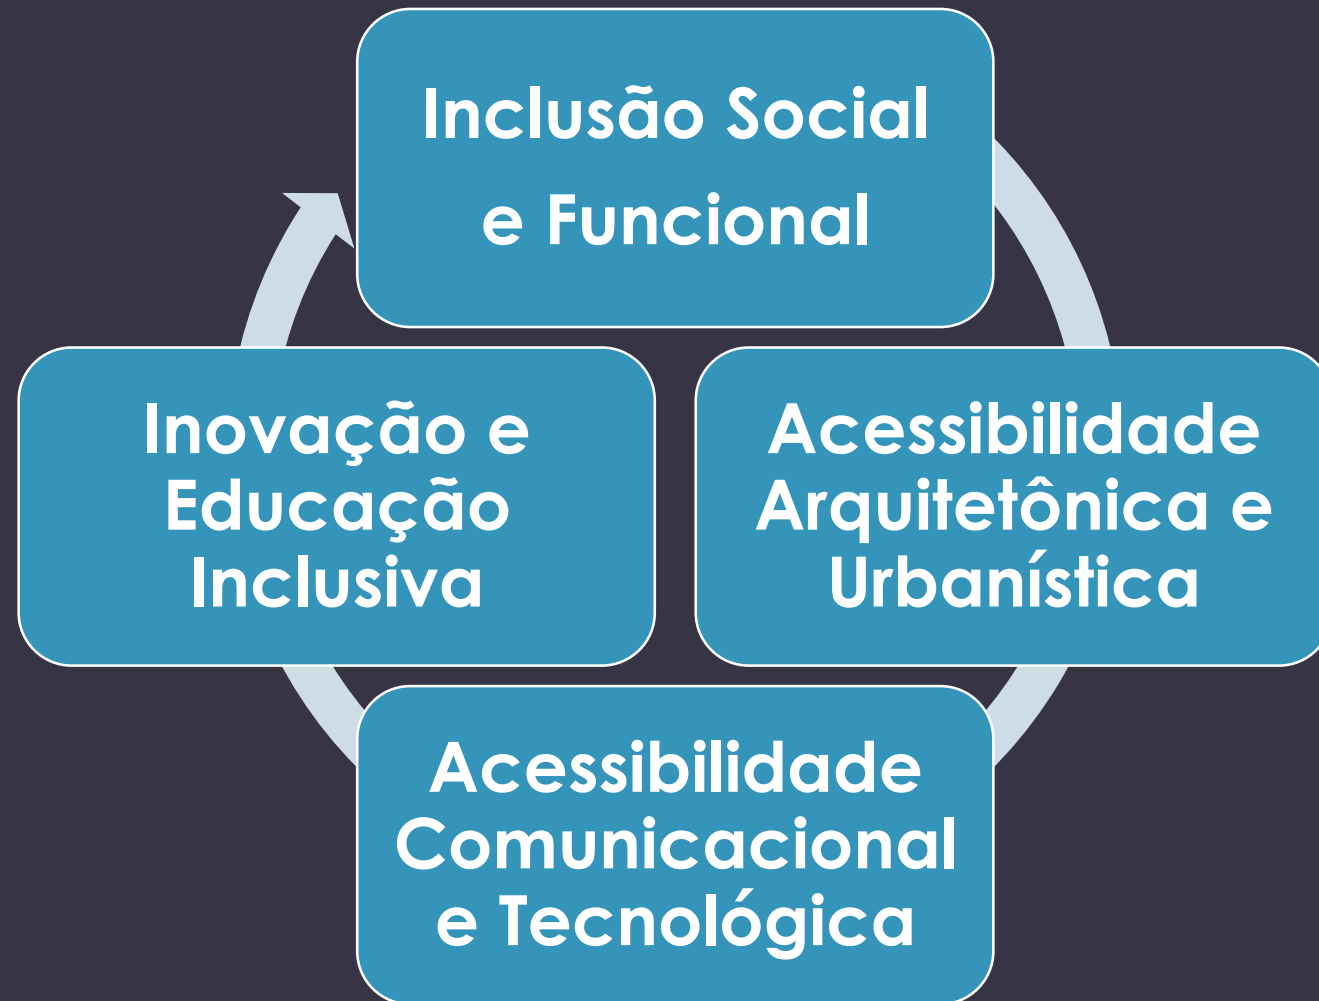 Inclusão Social
e Funcional
Acessibilidade
Arquitetônica e
Urbanística
Acessibilidade
Comunicacional
e Tecnológica
Inovação e
Educação
Inclusiva